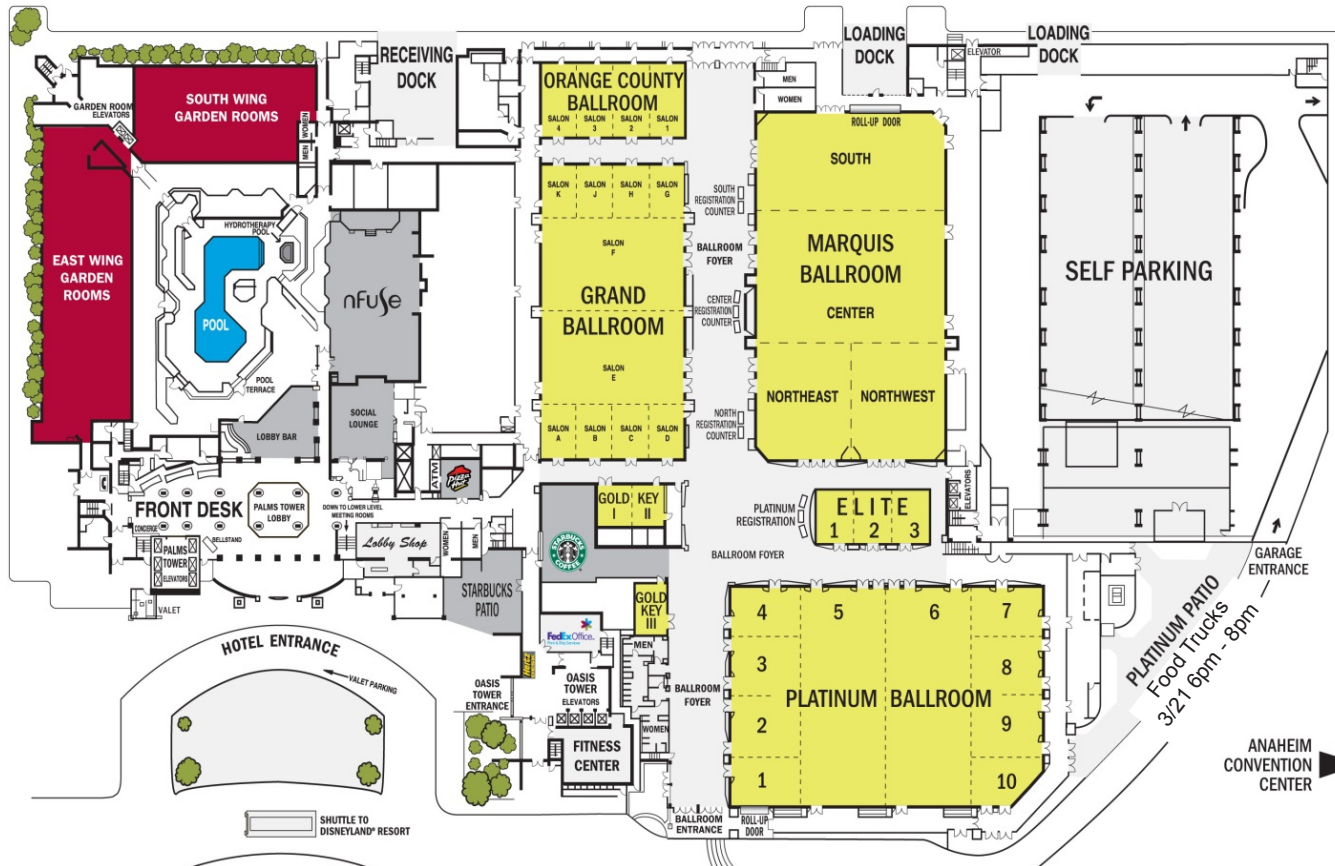 RECEIVING
DOCK
LOADING
DOCK
LOADING
DOCK
ELEVATOR
SOUTH WING
GARDEN ROOMS
GARDEN ROOM
ELEVATORS
MEN
WOMEN
ORANGE COUNTY
BALLROOM
SALON
4
SALON
3
SALON
2
SALON
1
MEN
WOMEN
ROLL-UP DOOR
SOUTH
MARQUIS
BALLROOM
CENTER
NORTHEAST
NORTHWEST
SELF PARKING
EAST WING
GARDEN
ROOMS
HYDROTHERAPY
POOL
POOL
POOL
TERRACE
nFuse
SALON
K
SALON
J
SALON
H
SALON
G
SALON
F
GRAND
BALLROOM
SALON
E
SALON
A
SALON
B
SALON
C
SALON
D
SOUTH
REGISTRATION
COUNTER
BALLROOM
FOYER
CENTER
REGISTRATION
COUNTER
NORTH
REGISTRATION
COUNTER
LOBBY BAR
SOCIAL
LOUNGE
ATM
Pizza
Hut
FRONT DESK
CONCIERGE
BELLSTAND
PALMS TOWER
LOBBY
DOWN TO LOWER LEVEL
MEETING ROOMS
PALMS
TOWER
ELEVATORS
VALET
Lobby Shop
WOMEN
MEN
STARBUCKS
PATIO
STARBUCKS
COFFEE
GOLD KEY
I II
GOLD
KEY
III
PLATINUM
REGISTRATION
ELITE
1 2 3
ELEVATORS
BALLROOM FOYER
GARAGE
ENTRANCE
PLATINUM PATIO
Food Trucks
3/21 6pm - 8pm
HOTEL ENTRANCE
VALET PARKING
FedEx Office.
Hertz
OASIS
TOWER
ENTRANCE
OASIS
TOWER
ELEVATORS
FITNESS
CENTER
MEN
WOMEN
BALLROOM
FOYER
4 5 6 7
3 8
PLATINUM BALLROOM
2 9
1 10
BALLROOM
ENTRANCE
ROLL-UP
DOOR
ANAHEIM
CONVENTION
CENTER
SHUTTLE TO
DISNEYLAND® RESORT